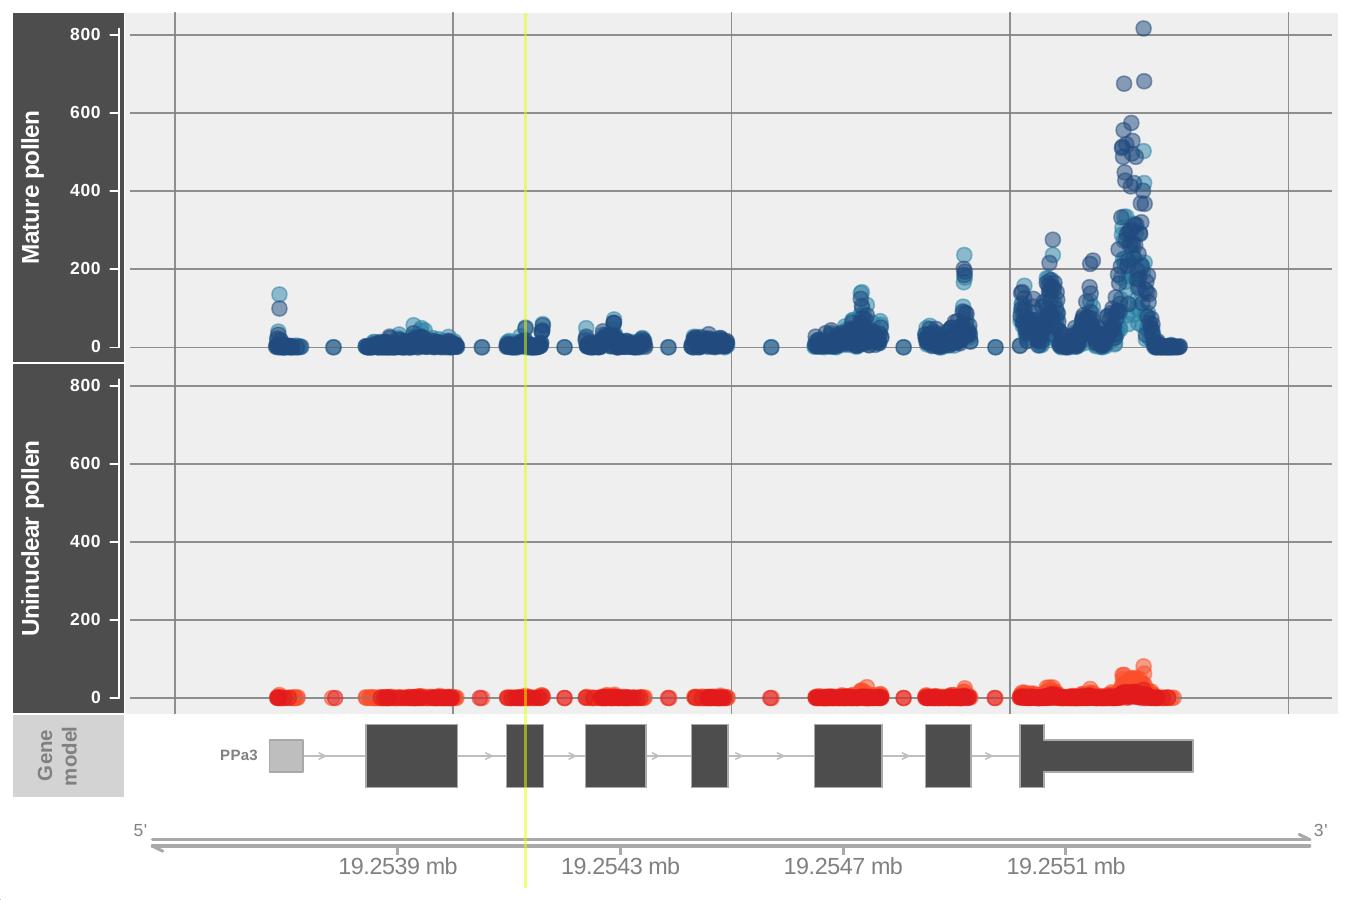 800
600
400
200
0
Mature pollen
800
600
400
200
0
Uninuclear pollen
Gene
model
PPa3
5'
3'
19.2539 mb
19.2543 mb
19.2547 mb
19.2551 mb